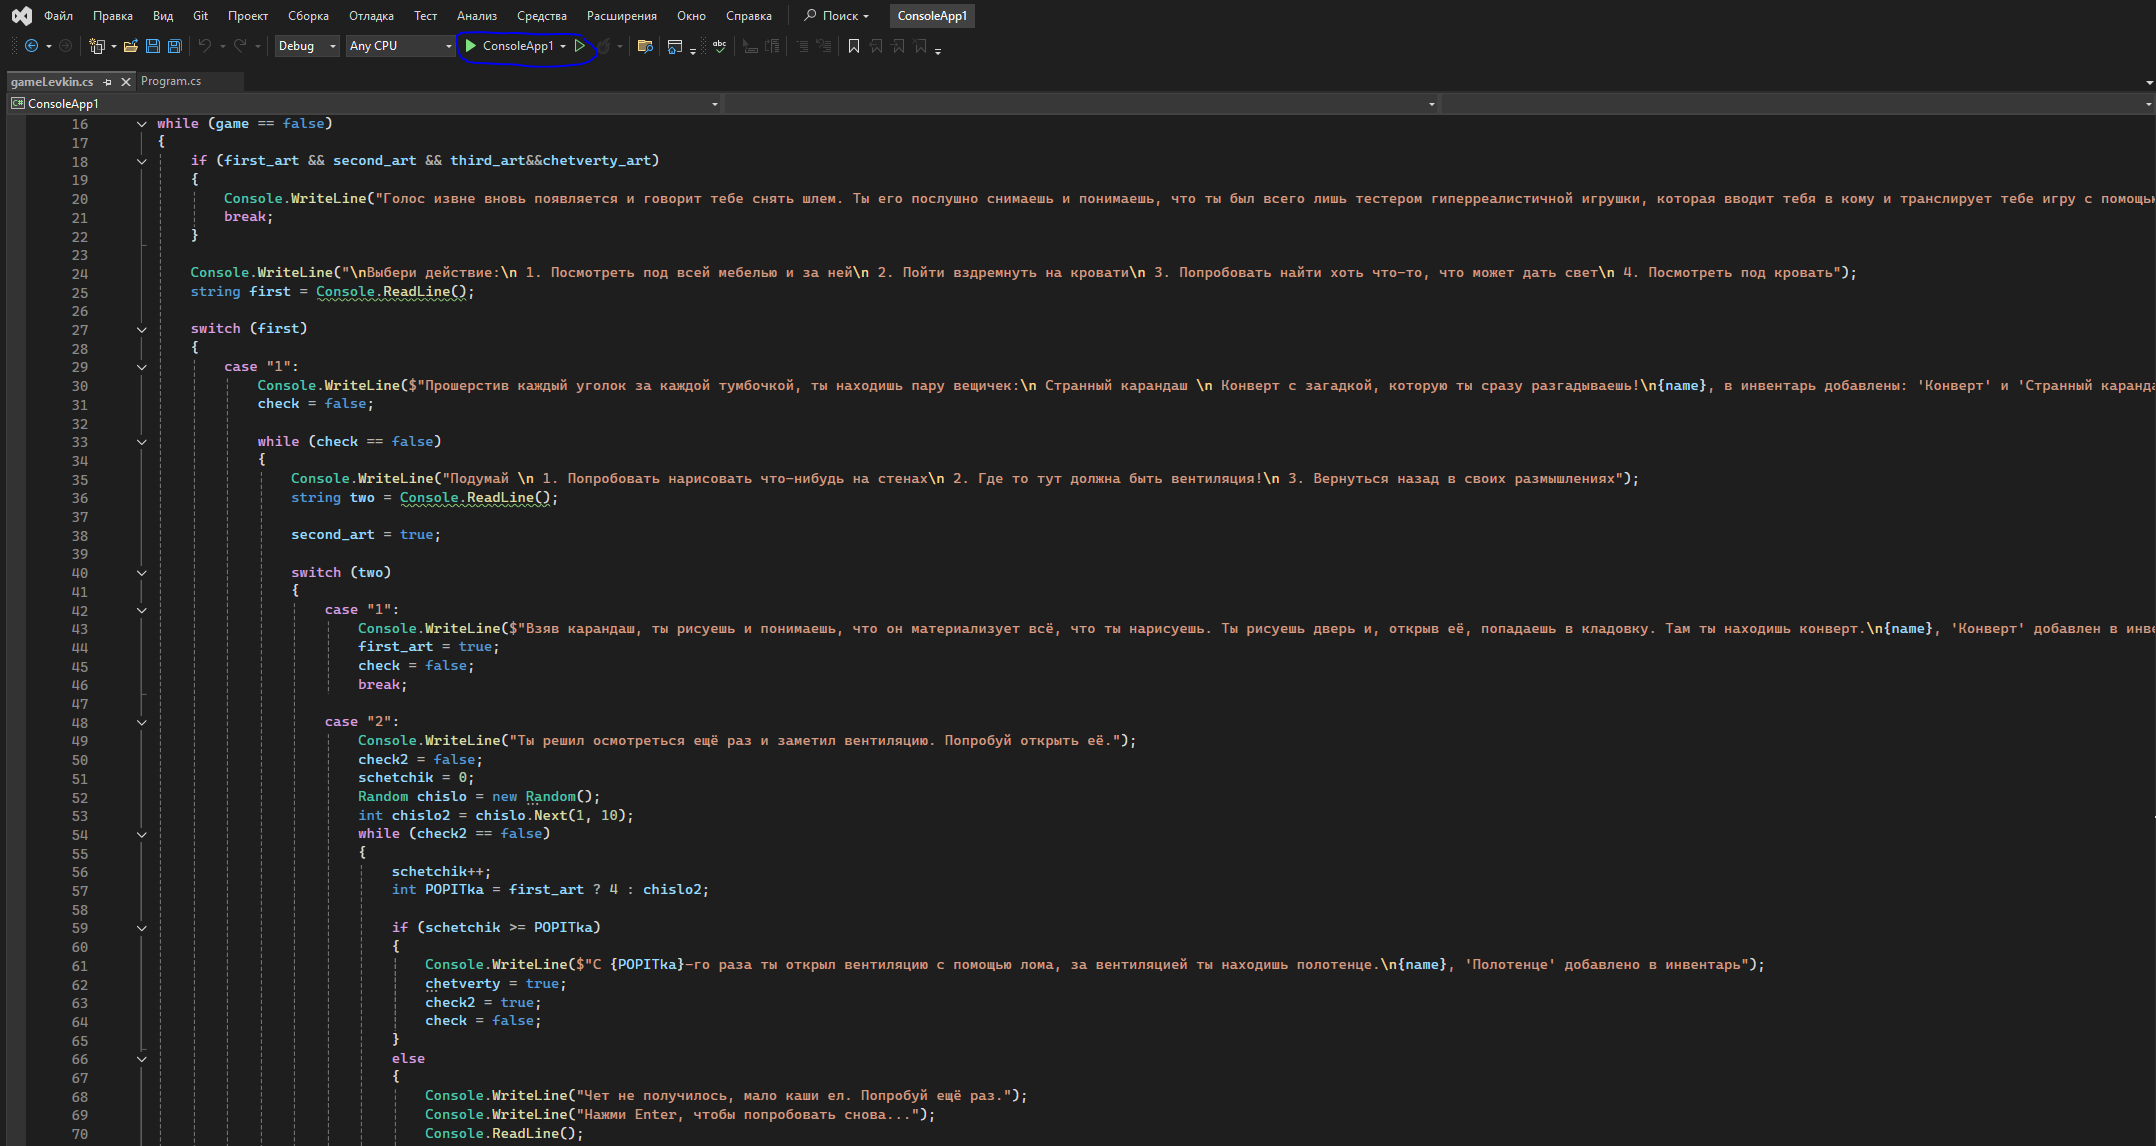 Файл Правка Вид Git Проект Сборка Отладка Тест Анализ Средства Расширения Окно Справка Поиск ConsoleApp1
Debug Any CPU ConsoleApp1
gameLevkin.cs Program.cs
C# ConsoleApp1
16 while (game == false)
17 {
18 if (first_art && second_art && third_art&&chetverty_art)
19 {
20 Console.WriteLine("Голос извне вновь появляется и говорит тебе снять шлем. Ты его послушно снимаешь и понимаешь, что ты был всего лишь тестером гиперреалистичной игрушки, которая вводит тебя в кому и транслирует тебе игру с помощью
21 break;
22 }
23
24 Console.WriteLine("\nВыбери действие:\n 1. Посмотреть под всей мебелью и за ней\n 2. Пойти вздремнуть на кровати\n 3. Попробовать найти хоть что-то, что может дать свет\n 4. Посмотреть под кровать");
25 string first = Console.ReadLine();
26
27 switch (first)
28 {
29 case "1":
30 Console.WriteLine($"Прошерстив каждый уголок за каждой тумбочкой, ты находишь пару вещичек:\n Странный карандаш \n Конверт с загадкой, которую ты сразу разгадываешь!\n{name}, в инвентарь добавлены: 'Конверт' и 'Странный каранда
31 check = false;
32
33 while (check == false)
34 {
35 Console.WriteLine("Подумай \n 1. Попробовать нарисовать что-нибудь на стенах\n 2. Где то тут должна быть вентиляция!\n 3. Вернуться назад в своих размышлениях");
36 string two = Console.ReadLine();
37
38 second_art = true;
39
40 switch (two)
41 {
42 case "1":
43 Console.WriteLine($"Взяв карандаш, ты рисуешь и понимаешь, что он материализует всё, что ты нарисуешь. Ты рисуешь дверь и, открыв её, попадаешь в кладовку. Там ты находишь конверт.\n{name}, 'Конверт' добавлен в инве
44 first_art = true;
45 check = false;
46 break;
47
48 case "2":
49 Console.WriteLine("Ты решил осмотреться ещё раз и заметил вентиляцию. Попробуй открыть её.");
50 check2 = false;
51 schetchik = 0;
52 Random chislo = new Random();
53 int chislo2 = chislo.Next(1, 10);
54 while (check2 == false)
55 {
56 schetchik++;
57 int POPITka = first_art ? 4 : chislo2;
58
59 if (schetchik >= POPITka)
60 {
61 Console.WriteLine($"С {POPITka}-го раза ты открыл вентиляцию с помощью лома, за вентиляцией ты находишь полотенце.\n{name}, 'Полотенце' добавлено в инвентарь");
62 chetverty = true;
63 check2 = true;
64 check = false;
65 }
66 else
67 {
68 Console.WriteLine("Чет не получилось, мало каши ел. Попробуй ещё раз.");
69 Console.WriteLine("Нажми Enter, чтобы попробовать снова...");
70 Console.ReadLine();